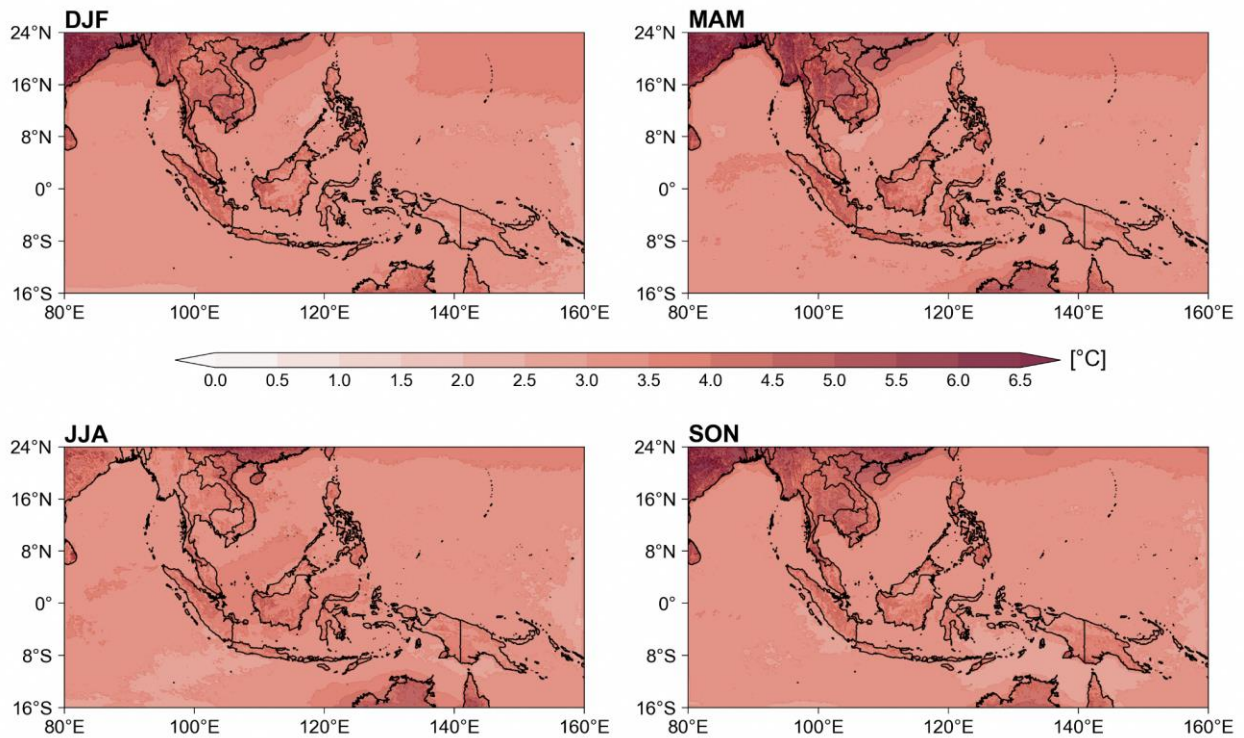 DJF MAM
24°N 24°N
16°N 16°N
8°N 8°N
0° 0°
8°S 8°S
16°S 16°S
80°E 100°E 120°E 140°E 160°E 80°E 100°E 120°E 140°E 160°E
[°C]
0.0 0.5 1.0 1.5 2.0 2.5 3.0 3.5 4.0 4.5 5.0 5.5 6.0 6.5
JJA SON
24°N 24°N
16°N 16°N
8°N 8°N
0° 0°
8°S 8°S
16°S 16°S
80°E 100°E 120°E 140°E 160°E 80°E 100°E 120°E 140°E 160°E